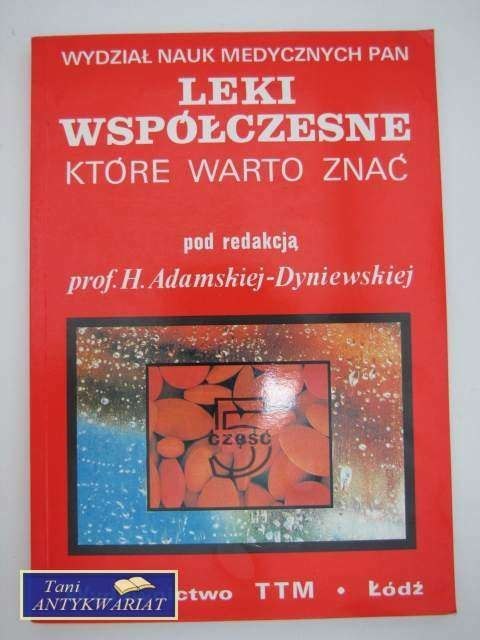 WYDZIAŁ NAUK MEDYCZNYCH PAN
LEKI
WSPÓŁCZESNE
KTÓRE WARTO ZNAĆ
pod redakcją
prof. H. Adamskiej-Dyniewskiej
5
część
TTM • Łódź
Tani
ANTYKWARIAT